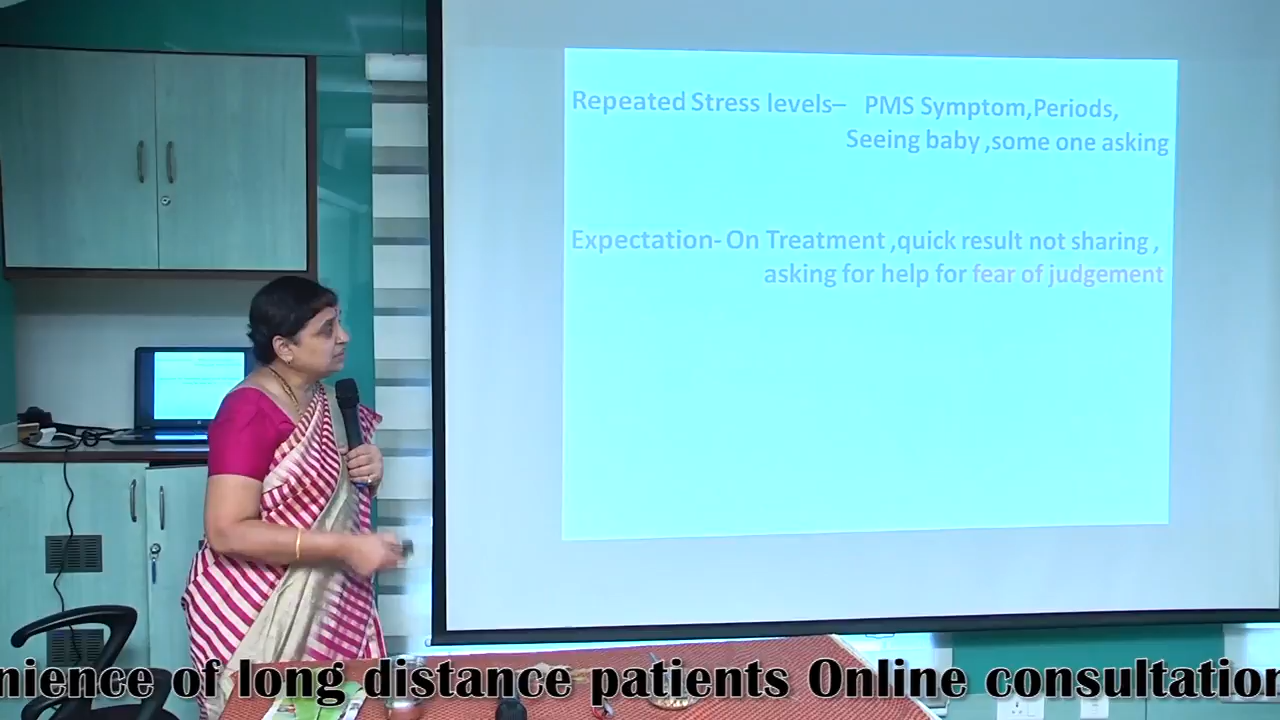 Repeated Stress levels– PMS Symptom,Periods,
Seeing baby ,some one asking
Expectation- On Treatment ,quick result not sharing ,
asking for help for fear of judgement
nience of long distance patients Online consultation